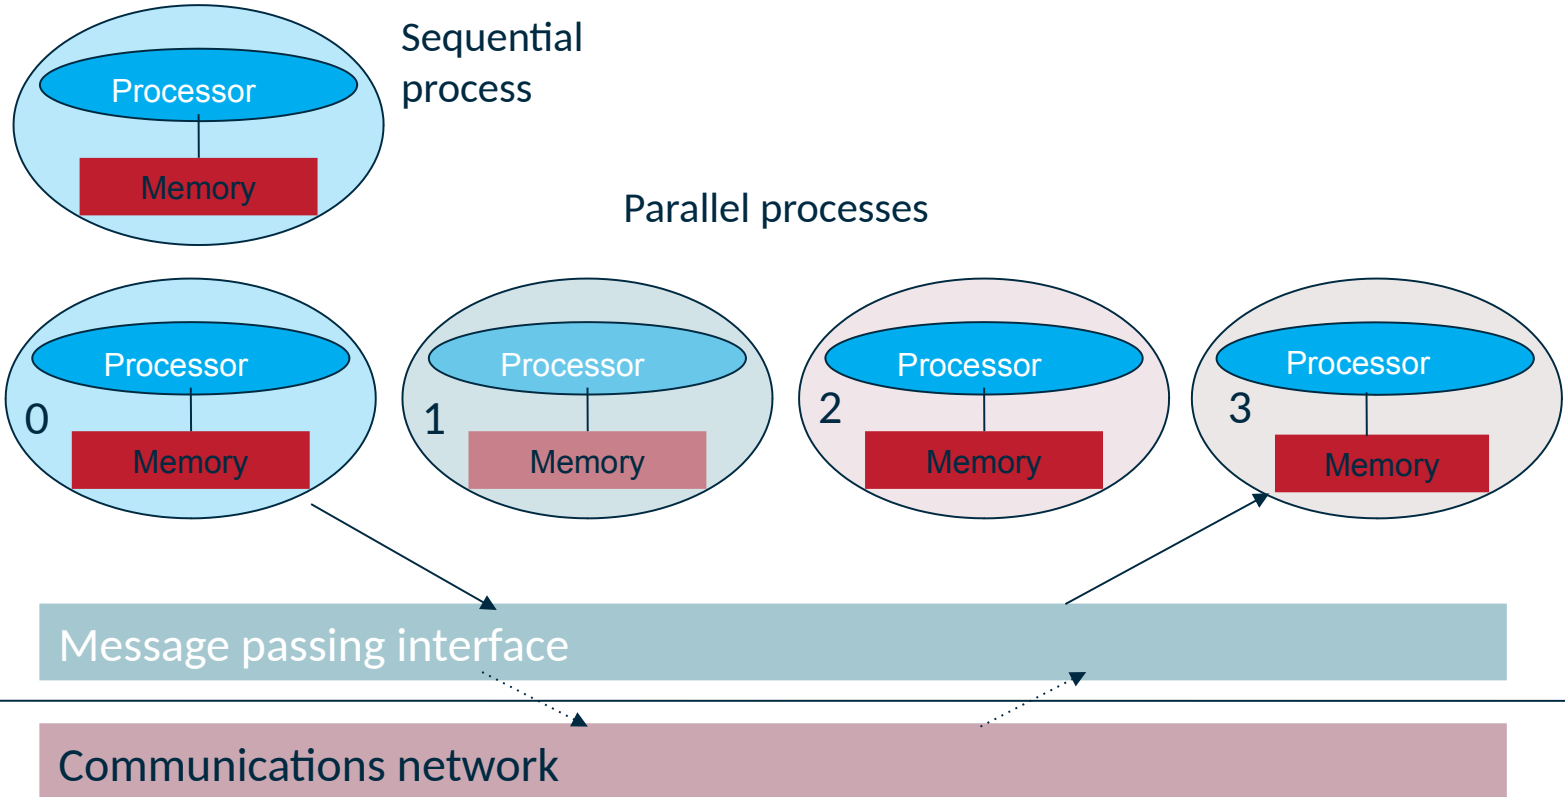 Sequential
process
Processor
Memory
Parallel processes
Processor
0
Memory
Processor
1
Memory
Processor
2
Memory
Processor
3
Memory
Message passing interface
Communications network